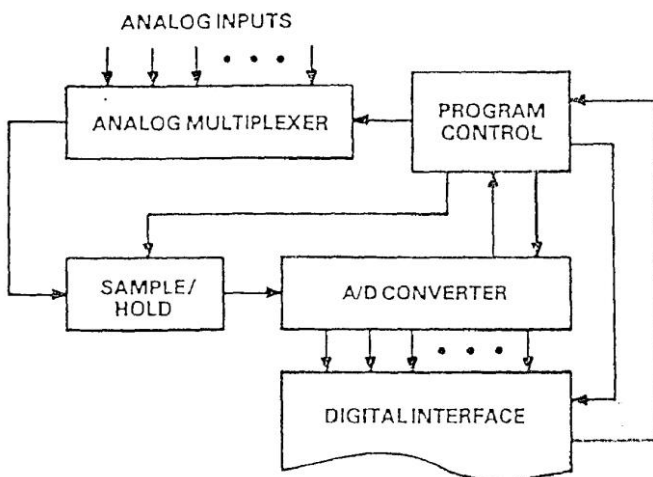 ANALOG INPUTS
ANALOG MULTIPLEXER
PROGRAM
CONTROL
SAMPLE/
HOLD
A/D CONVERTER
DIGITAL INTERFACE